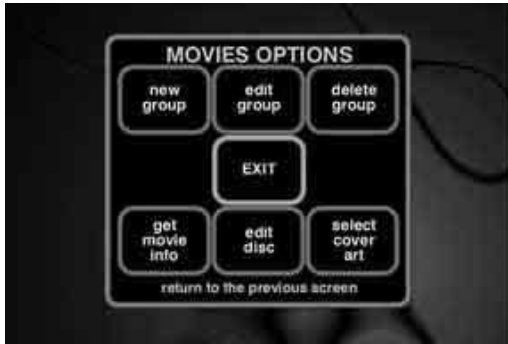 MOVIES OPTIONS
new group
edit group
delete group
EXIT
get movie info
edit disc
select cover art
return to the previous screen